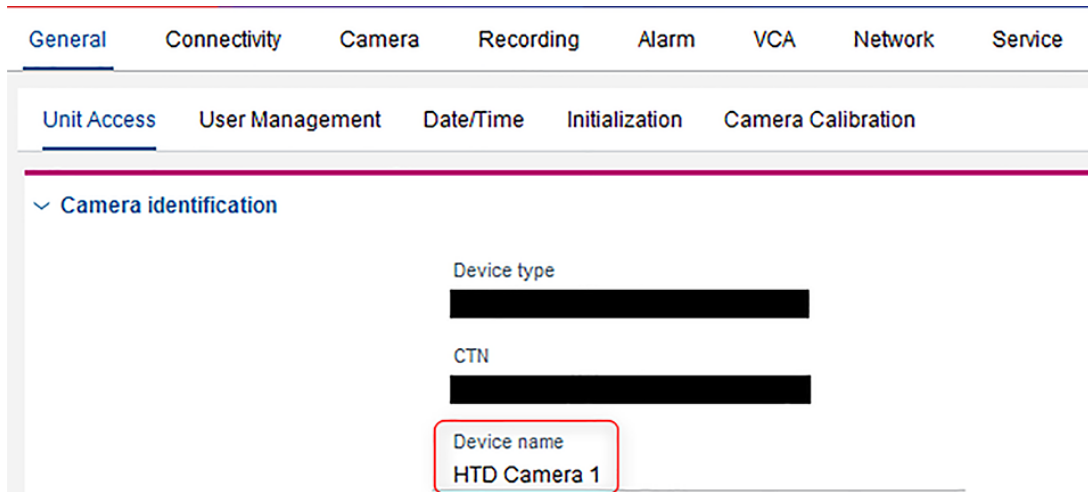 General Connectivity Camera Recording Alarm VCA Network Service
Unit Access User Management Date/Time Initialization Camera Calibration
Camera identification
Device type
CTN
Device name
HTD Camera 1